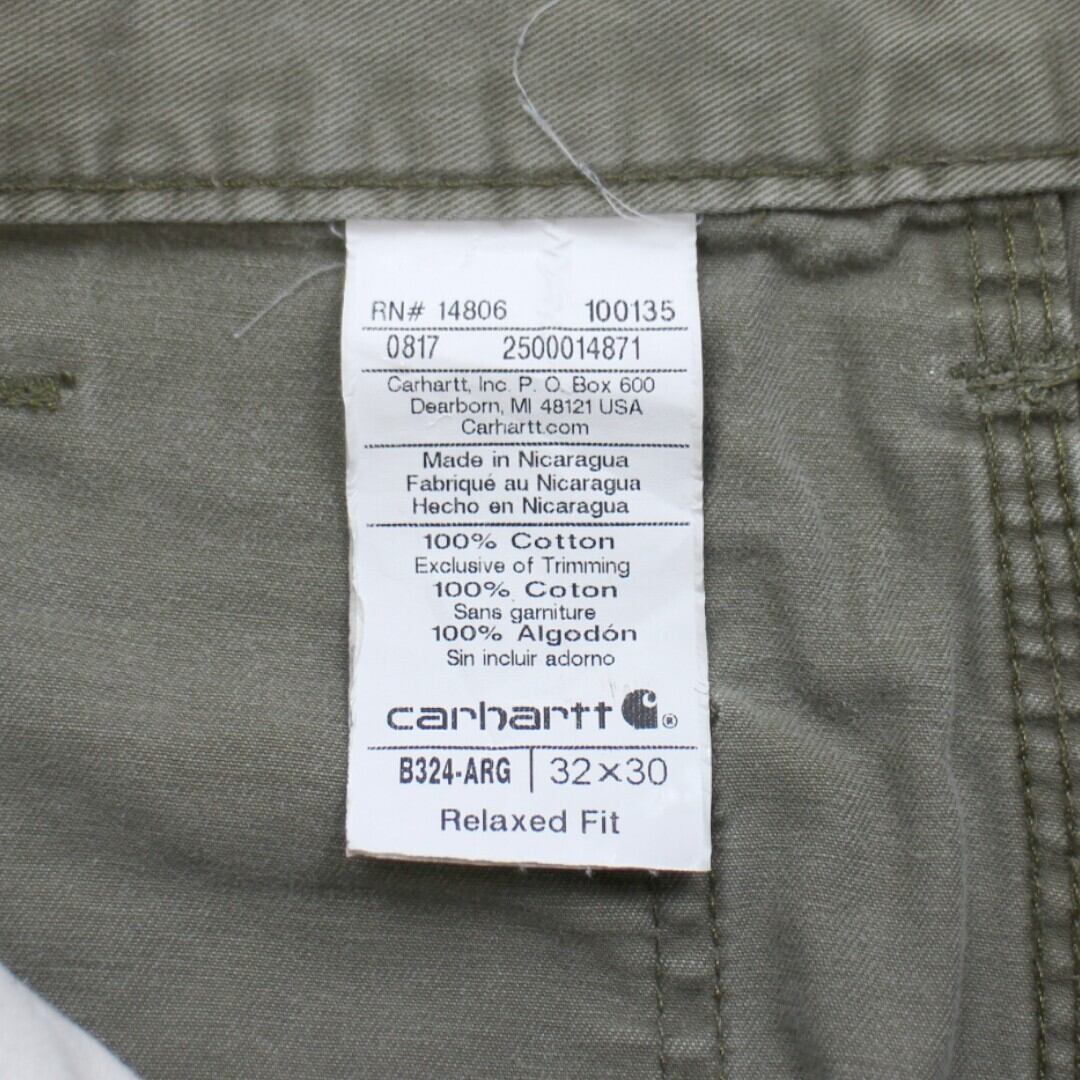 RN# 14806 100135
0817 2500014871
Carhartt, Inc. P. O. Box 600
Dearborn, MI 48121 USA
Carhartt.com
Made in Nicaragua
Fabriqué au Nicaragua
Hecho en Nicaragua
100% Cotton
Exclusive of Trimming
100% Coton
Sans garniture
100% Algodón
Sin incluir adorno
carhartt ®
B324-ARG | 32×30
Relaxed Fit